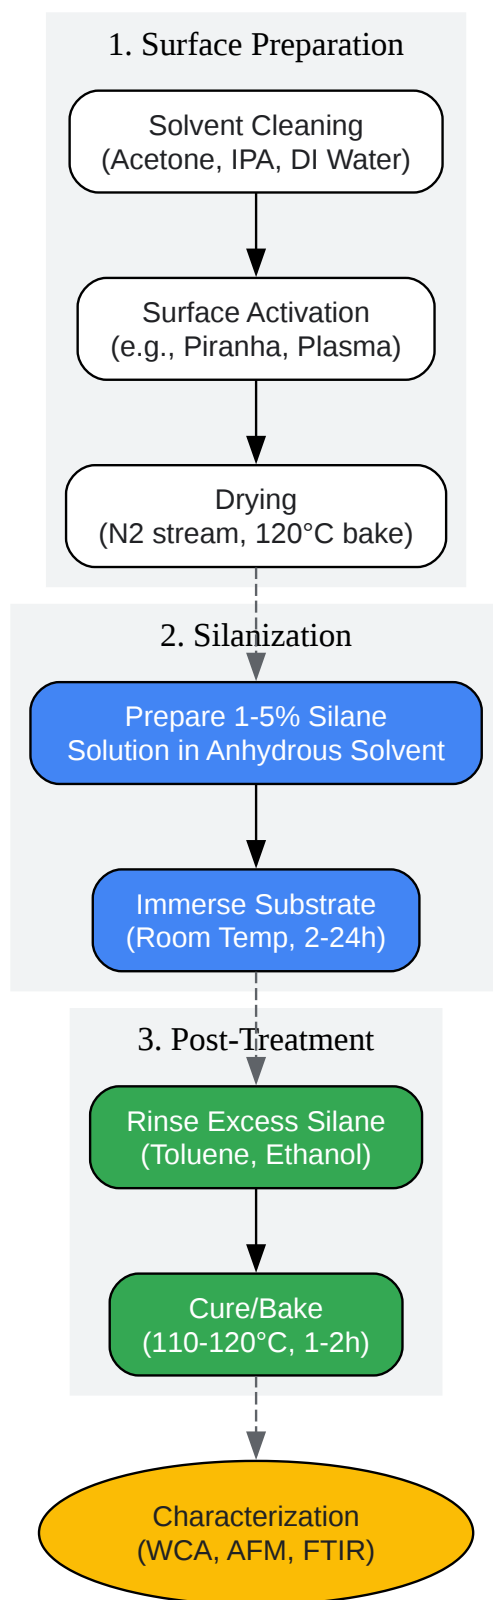 1. Surface Preparation
Solvent Cleaning
(Acetone, IPA, DI Water)
Surface Activation
(e.g., Piranha, Plasma)
Drying
(N2 stream, 120°C bake)
2. Silanization
Prepare 1-5% Silane
Solution in Anhydrous Solvent
Immerse Substrate
(Room Temp, 2-24h)
3. Post-Treatment
Rinse Excess Silane
(Toluene, Ethanol)
Cure/Bake
(110-120°C, 1-2h)
Characterization
(WCA, AFM, FTIR)